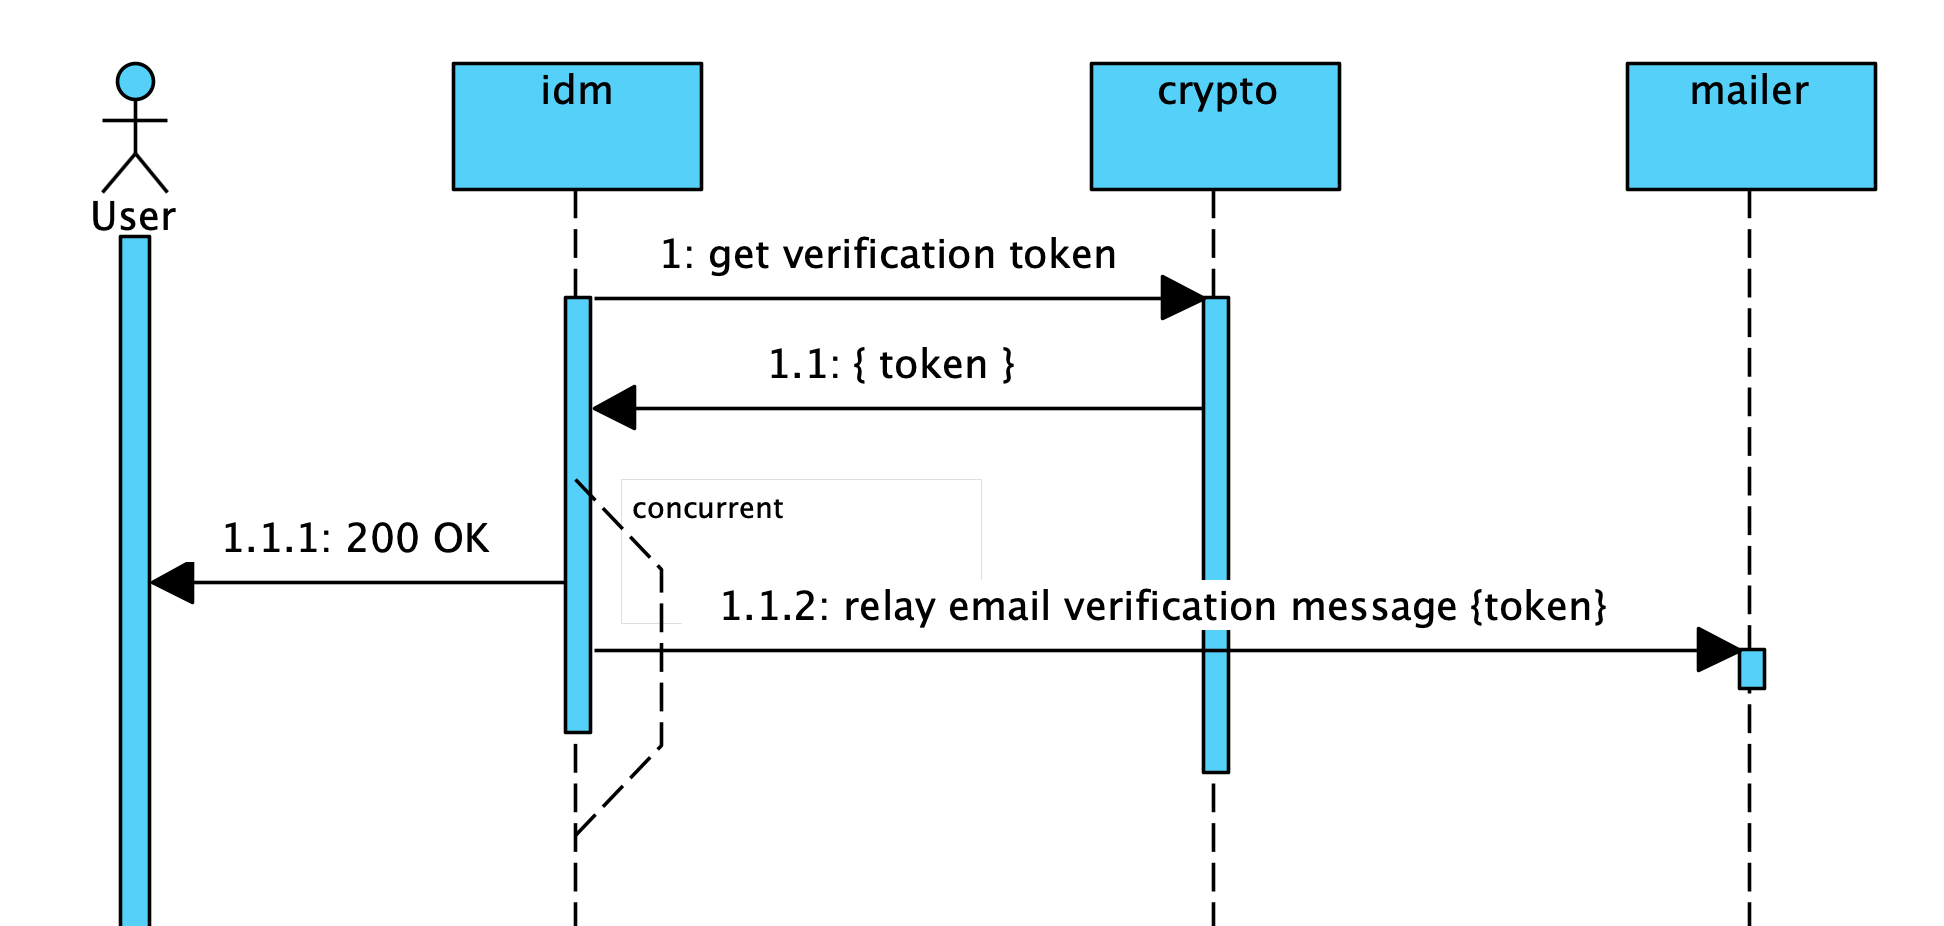 User
idm
crypto
mailer
1: get verification token
1.1: { token }
concurrent
1.1.1: 200 OK
1.1.2: relay email verification message {token}